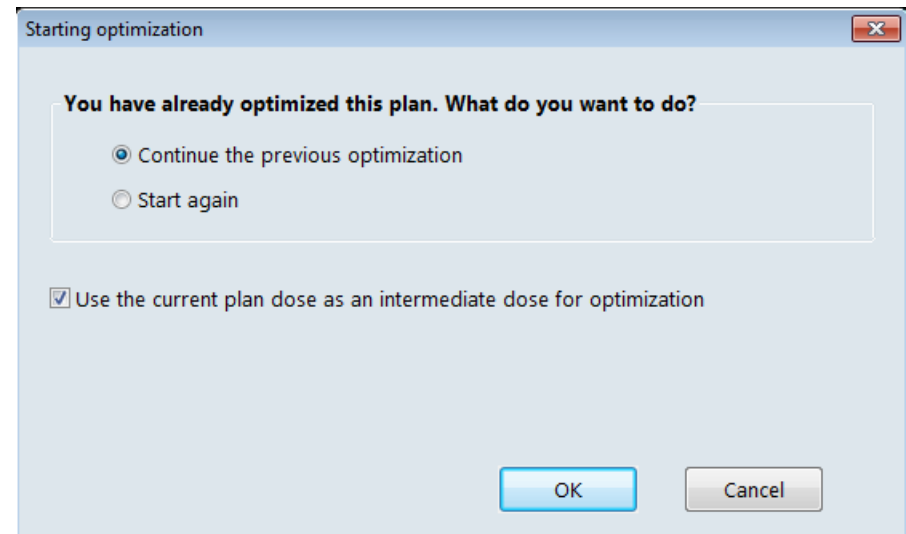 Starting optimization
You have already optimized this plan. What do you want to do?
Continue the previous optimization
Start again
Use the current plan dose as an intermediate dose for optimization
OK
Cancel